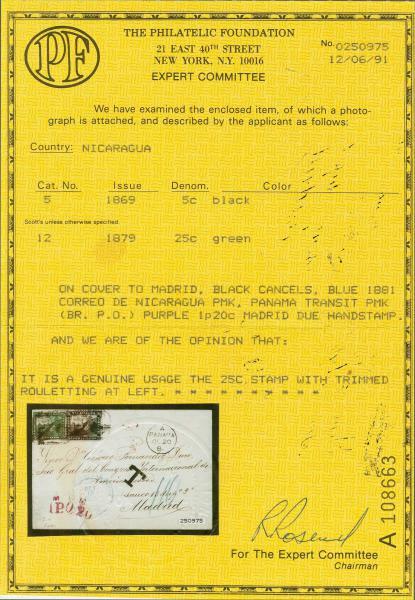 PF
THE PHILATELIC FOUNDATION
21 EAST 40TH STREET
NEW YORK, N.Y. 10016
EXPERT COMMITTEE
No. 0250975
12/06/91
We have examined the enclosed item, of which a photo-
graph is attached, and described by the applicant as follows:
Country: NICARAGUA
Cat. No. Issue Denom. Color
5 1869 5c black
Scott's unless otherwise specified.
12 1879 25c green
ON COVER TO MADRID, BLACK CANCELS, BLUE 1881
CORREO DE NICARAGUA PMK, PANAMA TRANSIT PMK
(BR. P.O.) PURPLE 1p20c MADRID DUE HANDSTAMP.
AND WE ARE OF THE OPINION THAT:
IT IS A GENUINE USAGE THE 25C STAMP WITH TRIMMED
ROULETTING AT LEFT. * * * * * * * * * *
A
PANAMA
20
T
Madrid
250975
A 108663
For The Expert Committee
Chairman